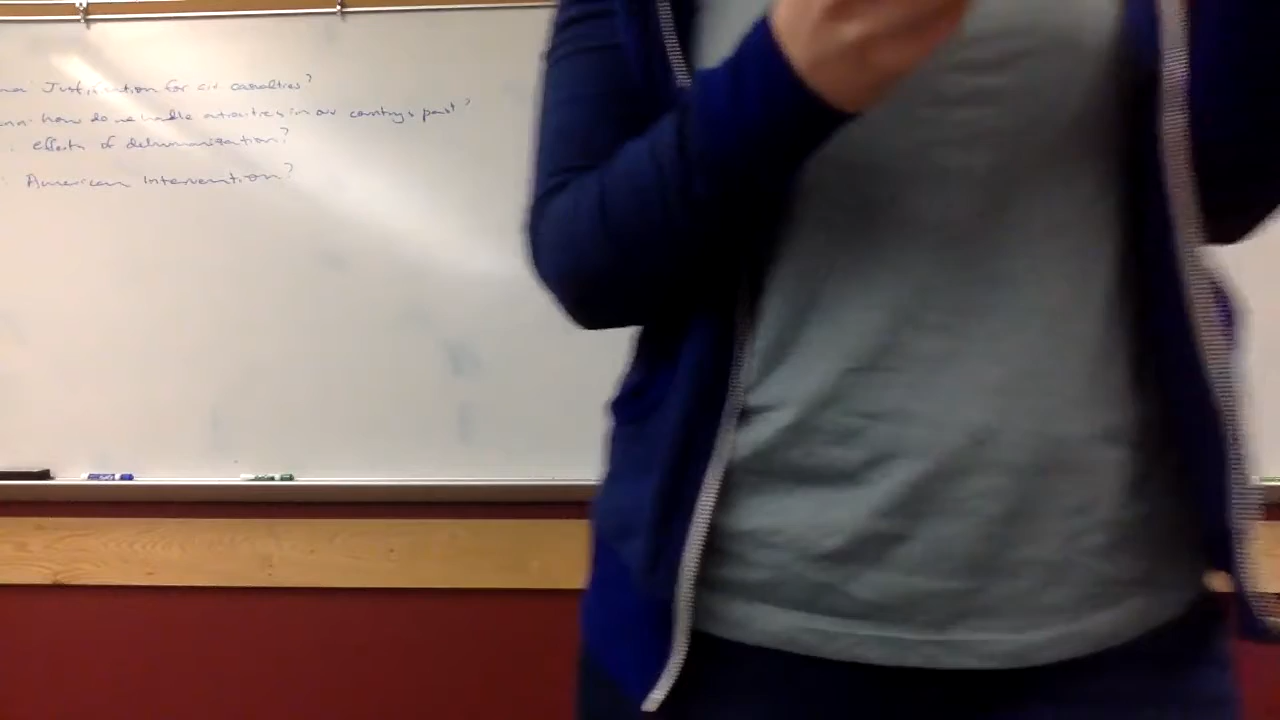 Justification for civ casualties?
how do we handle atrocities in our country's past?
effects of dehumanization?
American Intervention?